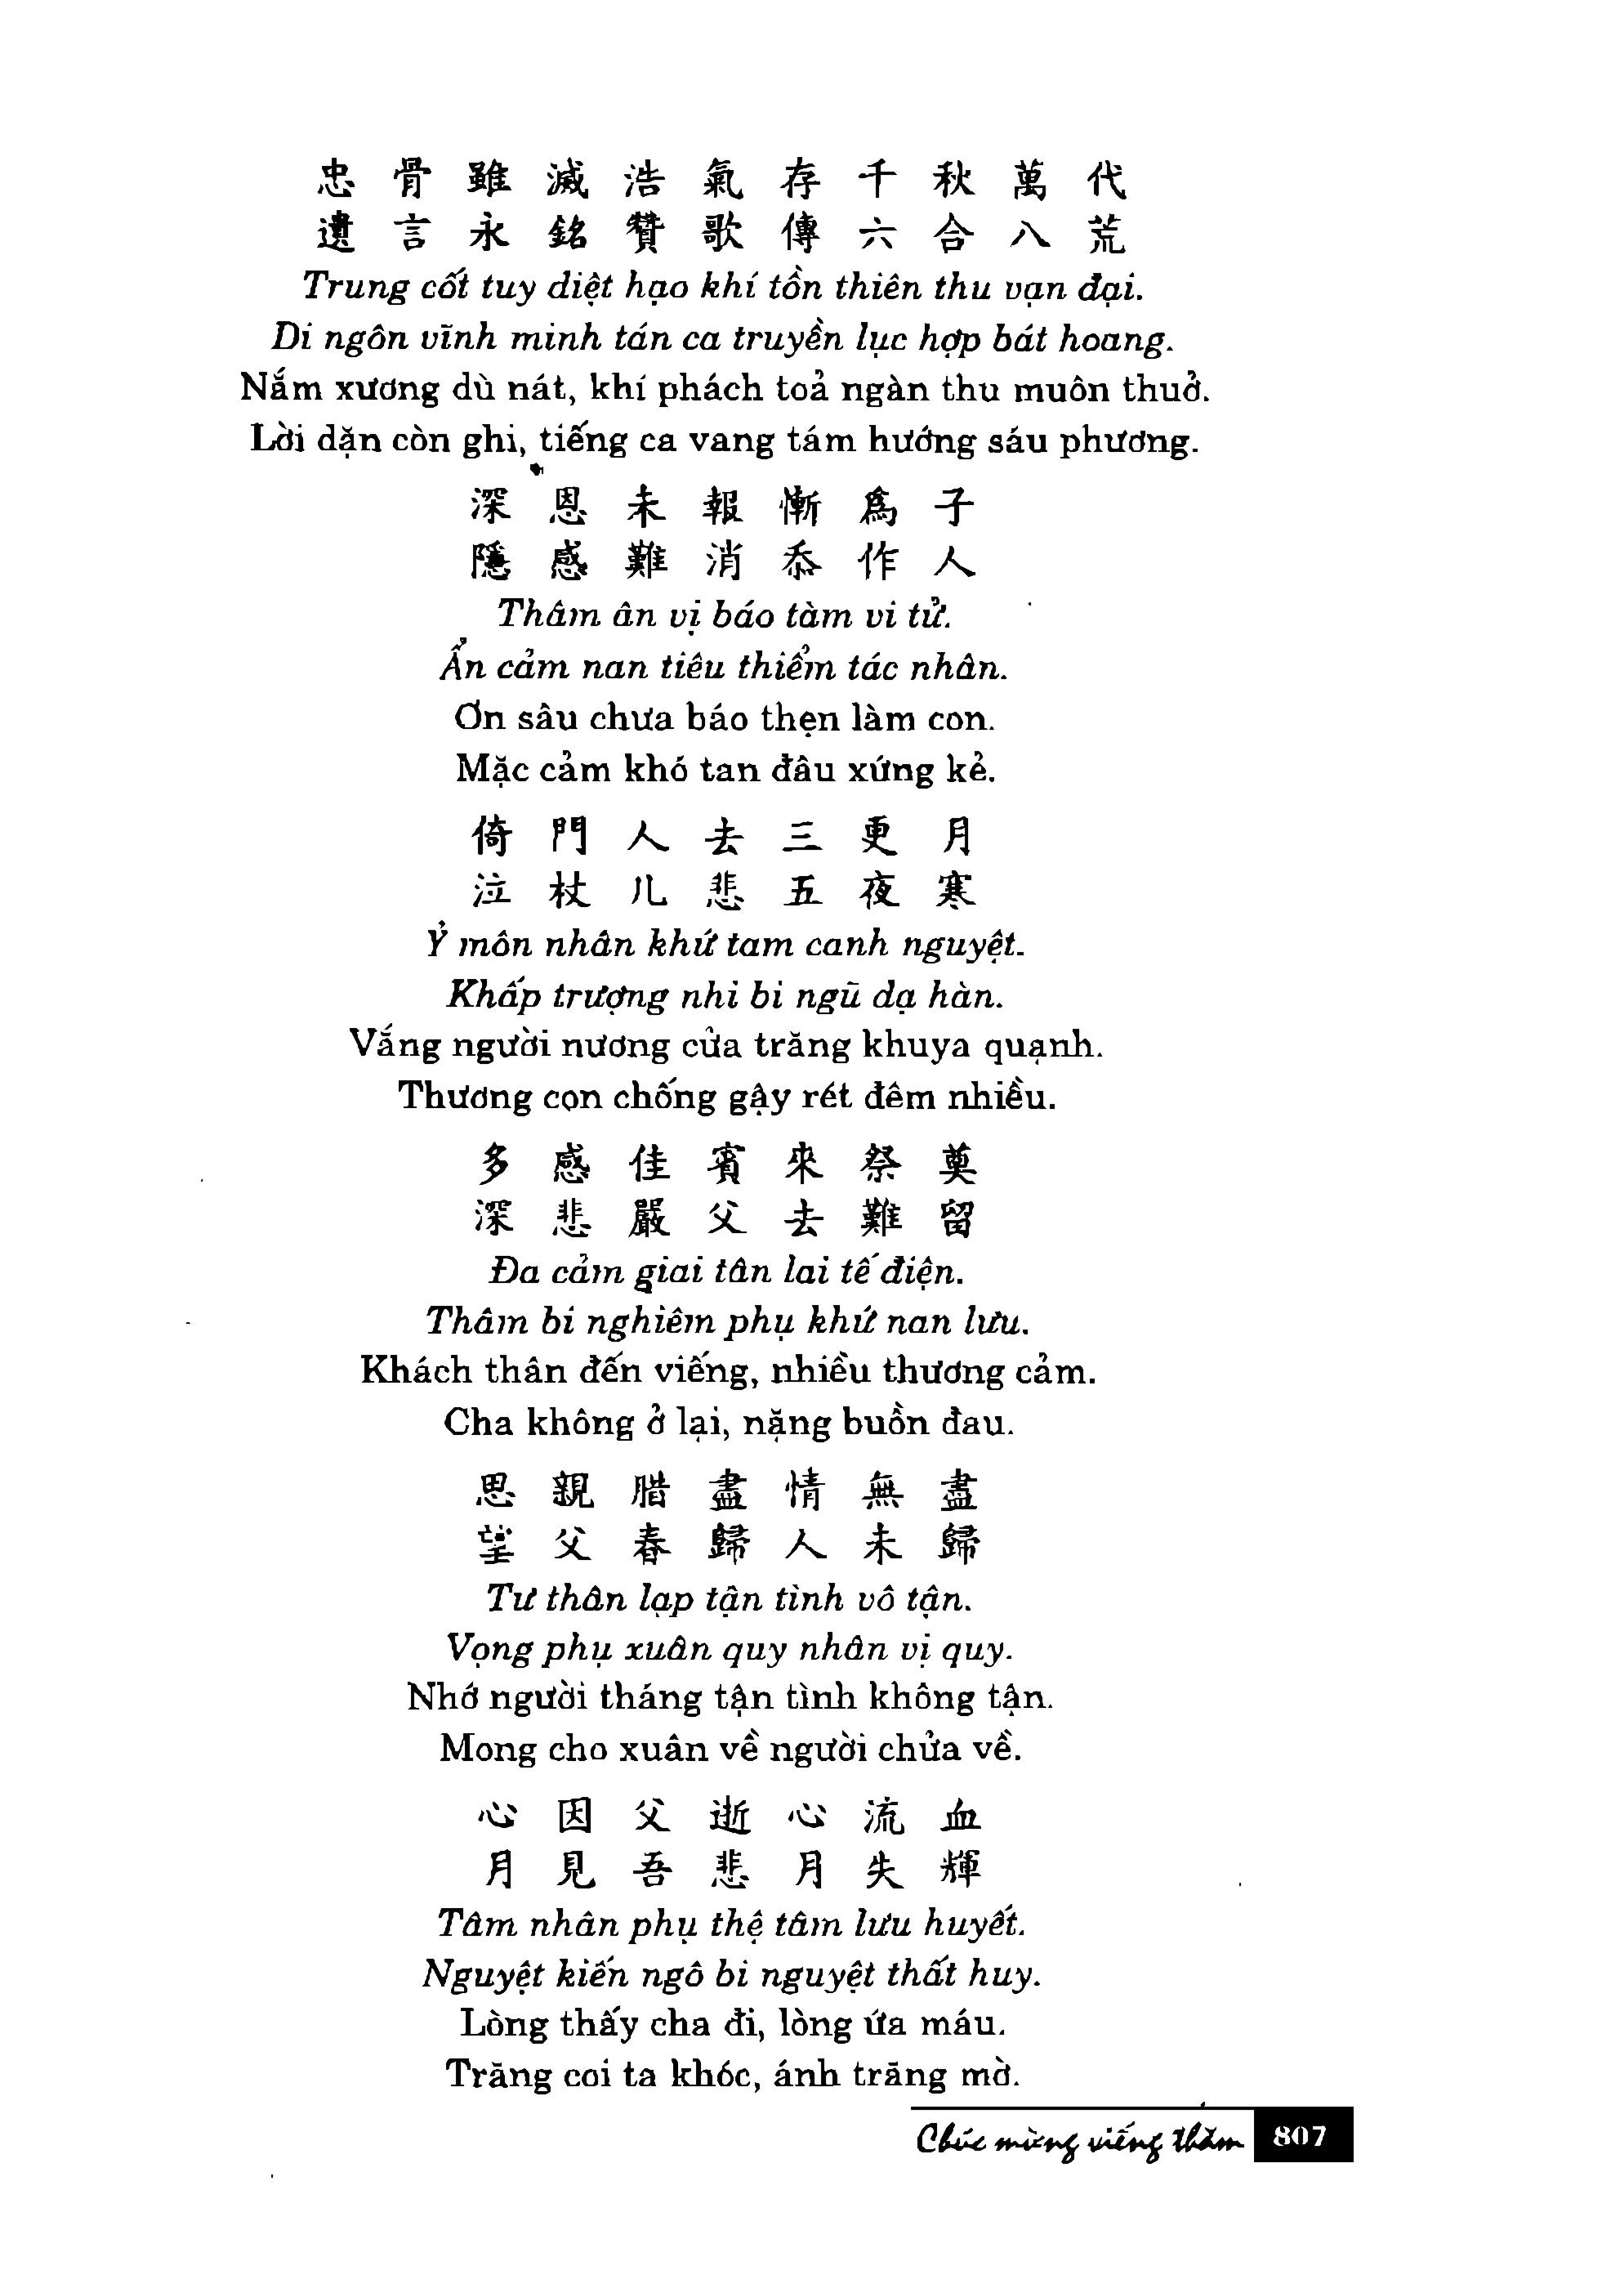 忠骨雖滅浩氣存千秋萬代
遺言永銘贊歌傳六合八荒
Trung cốt tuy diệt hạo khí tồn thiên thu vạn đại.
Di ngôn vĩnh minh tán ca truyền lục hợp bát hoang.
Nắm xương dù nát, khí phách toả ngàn thu muôn thuở.
Lời dặn còn ghi, tiếng ca vang tám hướng sáu phương.
深恩未報慚爲子
隱感難消忝作人
Thâm ân vị báo tàm vi tử.
Ẩn cảm nan tiêu thiểm tác nhân.
Ơn sâu chưa báo thẹn làm con.
Mặc cảm khó tan đâu xứng kẻ.
倚門人去三更月
泣杖儿悲五夜寒
Ỷ môn nhân khứ tam canh nguyệt.
Khấp trượng nhi bi ngũ dạ hàn.
Vắng người nương cửa trăng khuya quạnh.
Thương con chống gậy rét đêm nhiều.
多感佳賓來祭奠
深悲嚴父去難留
Đa cảm giai tân lai tế điện.
Thâm bi nghiêm phụ khứ nan lưu.
Khách thân đến viếng, nhiều thương cảm.
Cha không ở lại, nặng buồn đau.
思親腊盡情無盡
望父春歸人未歸
Tư thân lạp tận tình vô tận.
Vọng phụ xuân quy nhân vị quy.
Nhớ người tháng tận tình không tận.
Mong cho xuân về người chửa về.
心因父逝心流血
月見吾悲月失輝
Tâm nhân phụ thệ tâm lưu huyết.
Nguyệt kiến ngô bi nguyệt thất huy.
Lòng thấy cha đi, lòng ứa máu.
Trăng coi ta khóc, ánh trăng mờ.
Chúc mừng viếng thăm 807